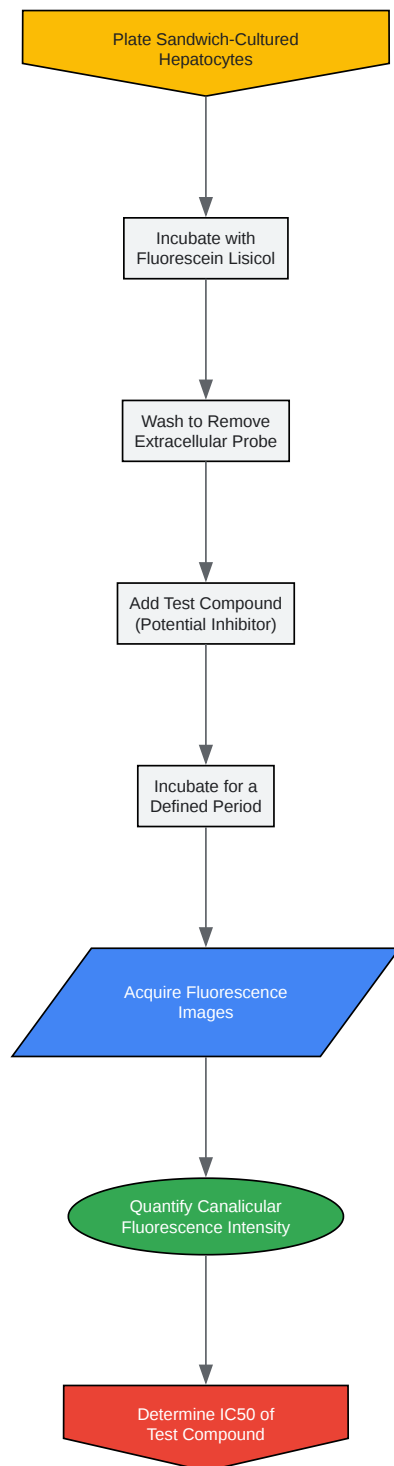 Plate Sandwich-Cultured
Hepatocytes
Incubate with
Fluorescein Lisicol
Wash to Remove
Extracellular Probe
Add Test Compound
(Potential Inhibitor)
Incubate for a
Defined Period
Acquire Fluorescence
Images
Quantify Canalicular
Fluorescence Intensity
Determine IC50 of
Test Compound